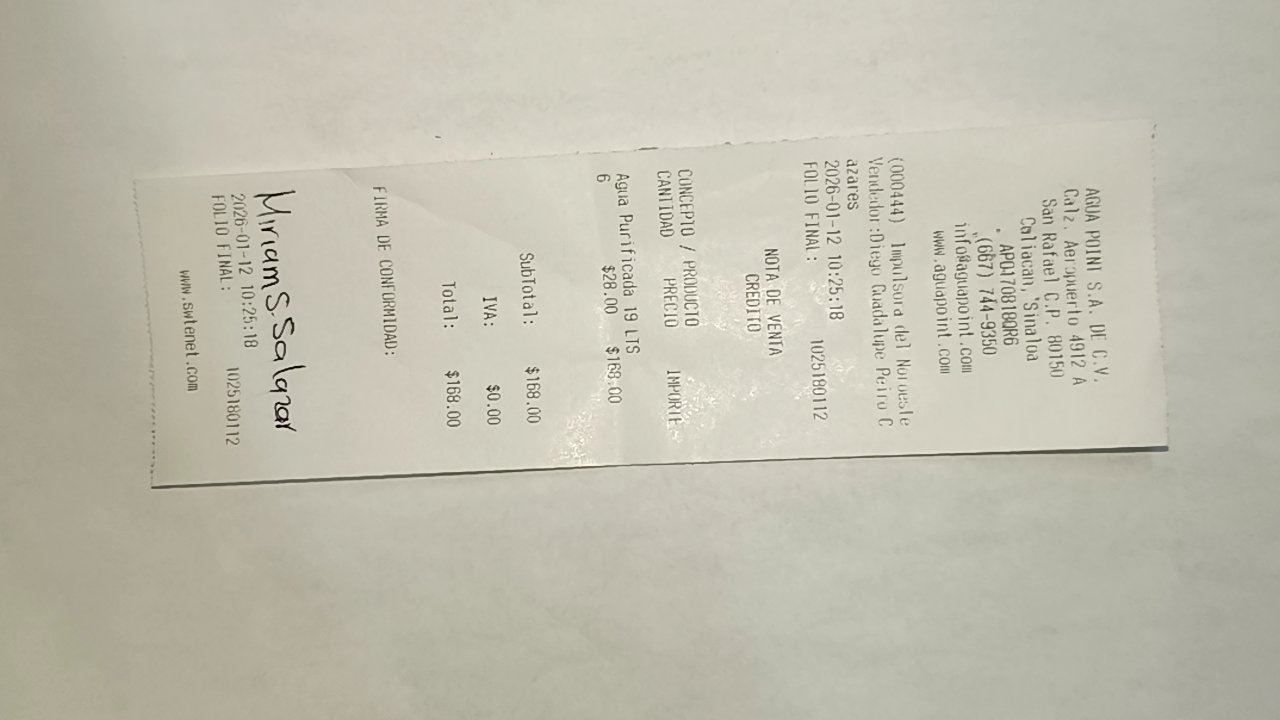 AGUA POINT S.A. DE C.V.
Calz. Aeropuerto 4912 A
San Rafael C.P. 80150
Culiacan, Sinaloa
APO170818QR6
(667) 744-9350
info@aguapoint.com
www.aguapoint.com
(000444) Impulsora del Noroeste
Vendedor:Diego Guadalupe Peiro C
azares
2026-01-12 10:25:18
FOLIO FINAL: 1025180112
NOTA DE VENTA
CREDITO
CONCEPTO / PRODUCTO
CANTIDAD PRECIO IMPORTE
Agua Purificada 19 LTS
6 $28.00 $168.00
SubTotal: $168.00
IVA: $0.00
Total: $168.00
FIRMA DE CONFORMIDAD:
Miriam S. Salazar
2026-01-12 10:25:18
FOLIO FINAL: 1025180112
www.swtenet.com